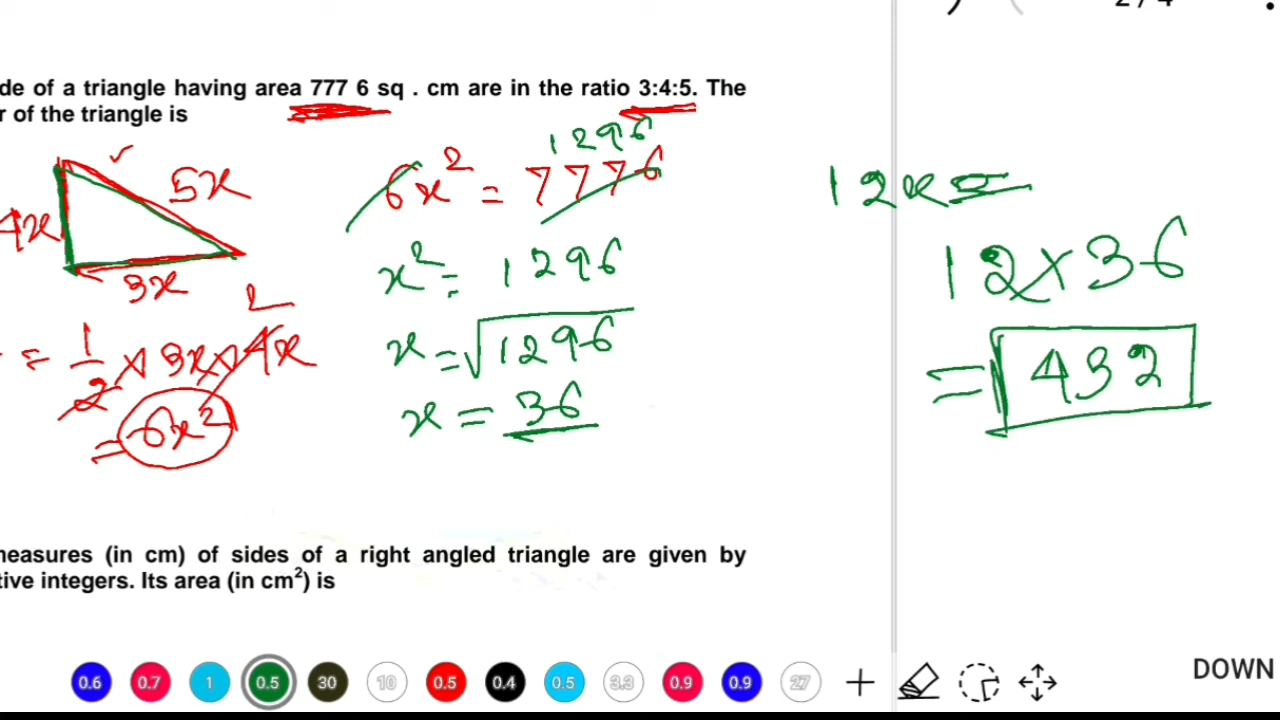 2 / 4
de of a triangle having area 777 6 sq . cm are in the ratio 3:4:5. The
r of the triangle is
5x
4x
3x
= 1/2 × 3x × 4x
2
= 6x²
1296
6x² = 7776
x² = 1296
x = √1296
x = 36
12x =
12 × 36
= 432
measures (in cm) of sides of a right angled triangle are given by
tive integers. Its area (in cm²) is
0.6 0.7 1 0.5 30 10 0.5 0.4 0.5 3.3 0.9 0.9 27
DOWN